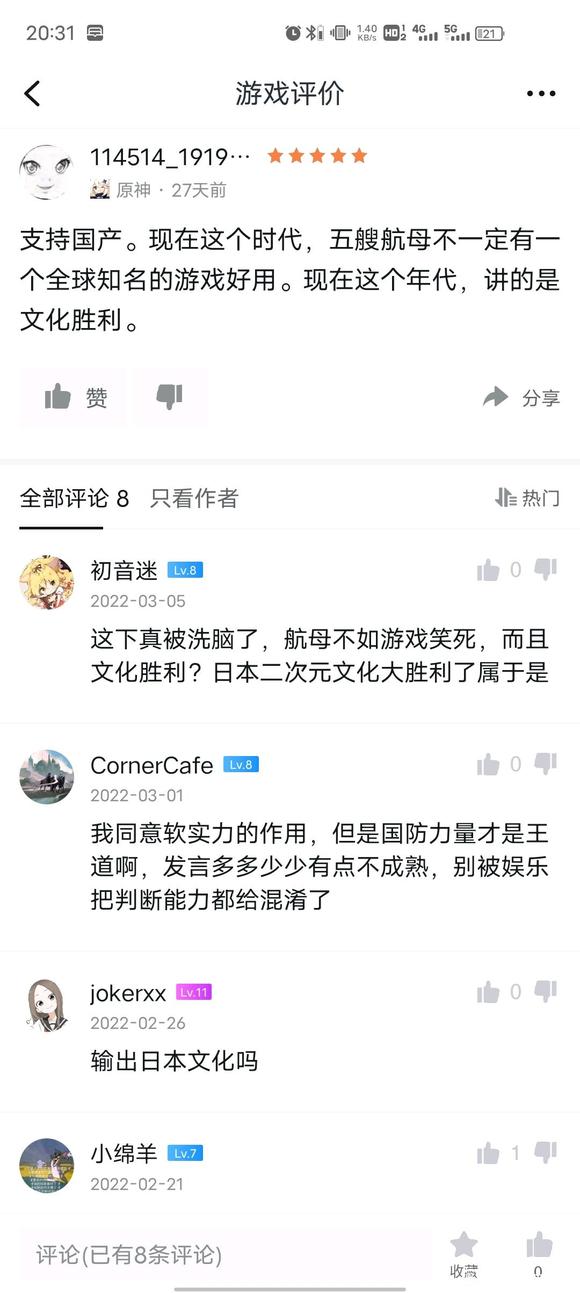 20:31
1.40
KB/s
HD 1
2
4G
5G
21
游戏评价
114514_1919…
原神 · 27天前
支持国产。现在这个时代，五艘航母不一定有一
个全球知名的游戏好用。现在这个年代，讲的是
文化胜利。
赞
分享
全部评论 8 只看作者
热门
初音迷 Lv.8
0
2022-03-05
这下真被洗脑了，航母不如游戏笑死，而且
文化胜利？日本二次元文化大胜利了属于是
CornerCafe Lv.8
0
2022-03-01
我同意软实力的作用，但是国防力量才是王
道啊，发言多多少少有点不成熟，别被娱乐
把判断能力都给混淆了
jokerxx Lv.11
0
2022-02-26
输出日本文化吗
小绵羊 Lv.7
1
2022-02-21
评论(已有8条评论)
收藏
0